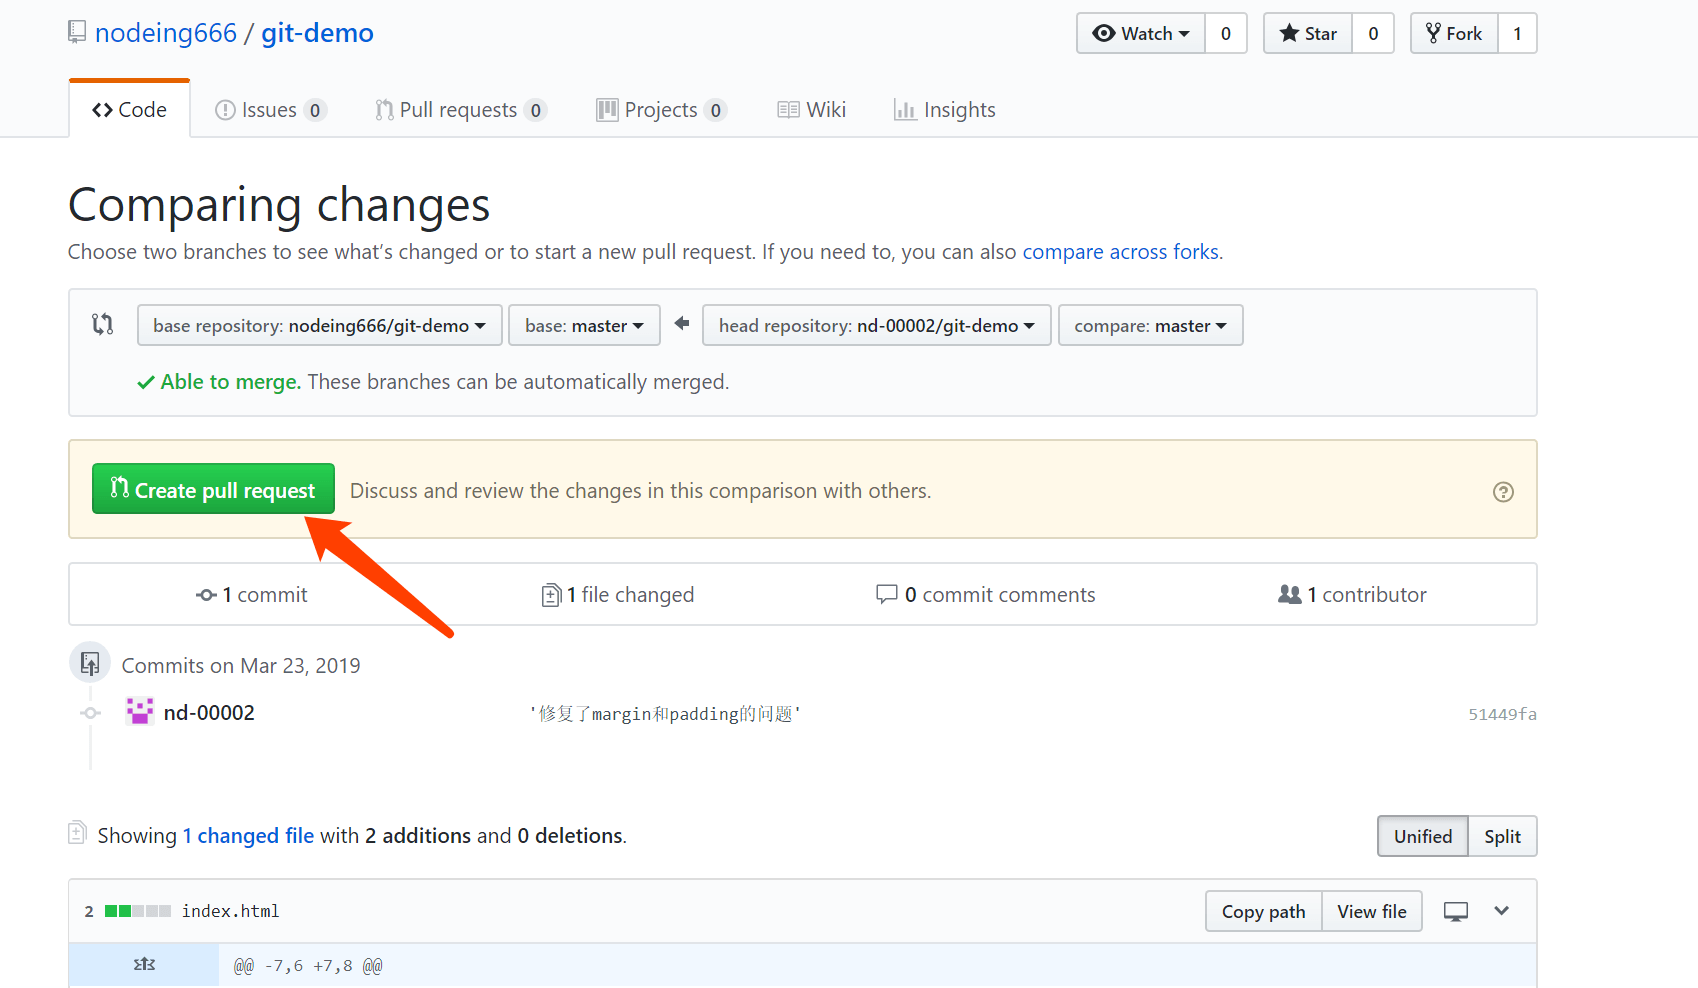 nodeing666 / git-demo
Watch 0 Star 0 Fork 1
Code Issues 0 Pull requests 0 Projects 0 Wiki Insights
Comparing changes
Choose two branches to see what’s changed or to start a new pull request. If you need to, you can also compare across forks.
base repository: nodeing666/git-demo base: master head repository: nd-00002/git-demo compare: master
Able to merge. These branches can be automatically merged.
Create pull request Discuss and review the changes in this comparison with others.
1 commit 1 file changed 0 commit comments 1 contributor
Commits on Mar 23, 2019
nd-00002 '修复了margin和padding的问题' 51449fa
Showing 1 changed file with 2 additions and 0 deletions. Unified Split
2 index.html Copy path View file
@@ -7,6 +7,8 @@